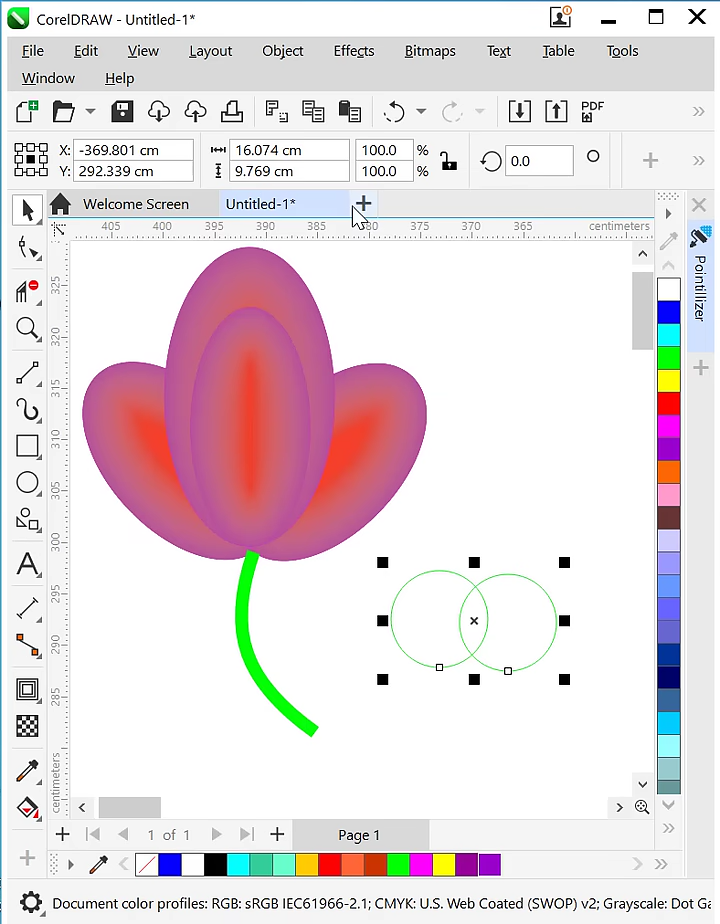 CorelDRAW - Untitled-1*
File Edit View Layout Object Effects Bitmaps Text Table Tools
Window Help
PDF
X: -369.801 cm 16.074 cm 100.0 % 0.0
Y: 292.339 cm 9.769 cm 100.0 %
Welcome Screen Untitled-1*
405 400 395 390 385 380 375 370 365 centimeters
325
320
315
310
305
300
295
290
285
centimeters
Pointillizer
1 of 1 Page 1
Document color profiles: RGB: sRGB IEC61966-2.1; CMYK: U.S. Web Coated (SWOP) v2; Grayscale: Dot Ga